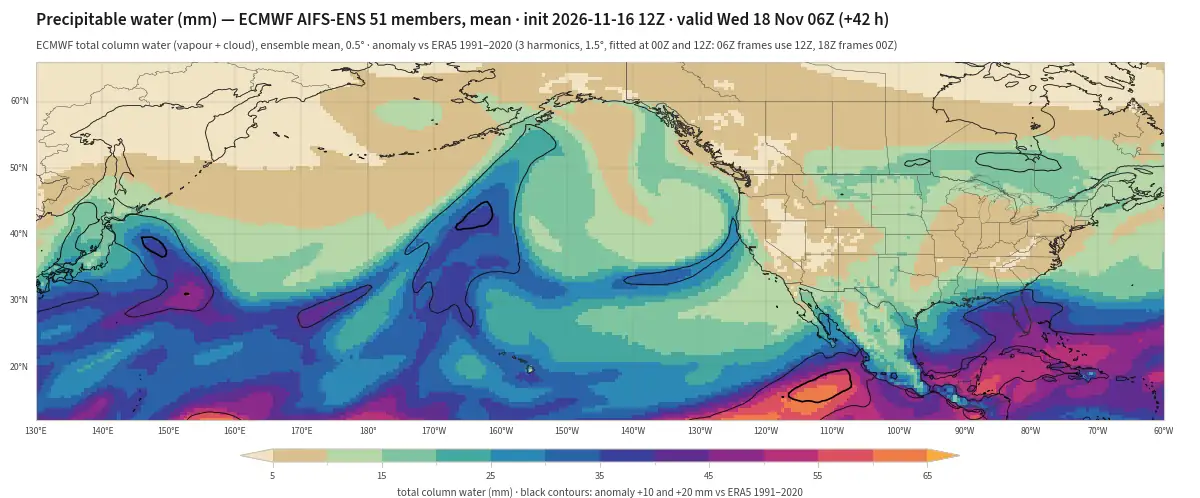 Precipitable water (mm) — ECMWF AIFS-ENS 51 members, mean · init 2026-11-16 12Z · valid Wed 18 Nov 06Z (+42 h)
ECMWF total column water (vapour + cloud), ensemble mean, 0.5° · anomaly vs ERA5 1991–2020 (3 harmonics, 1.5°, fitted at 00Z and 12Z: 06Z frames use 12Z, 18Z frames 00Z)
60°N
50°N
40°N
30°N
20°N
130°E 140°E 150°E 160°E 170°E 180° 170°W 160°W 150°W 140°W 130°W 120°W 110°W 100°W 90°W 80°W 70°W 60°W
5 15 25 35 45 55 65
total column water (mm) · black contours: anomaly +10 and +20 mm vs ERA5 1991–2020